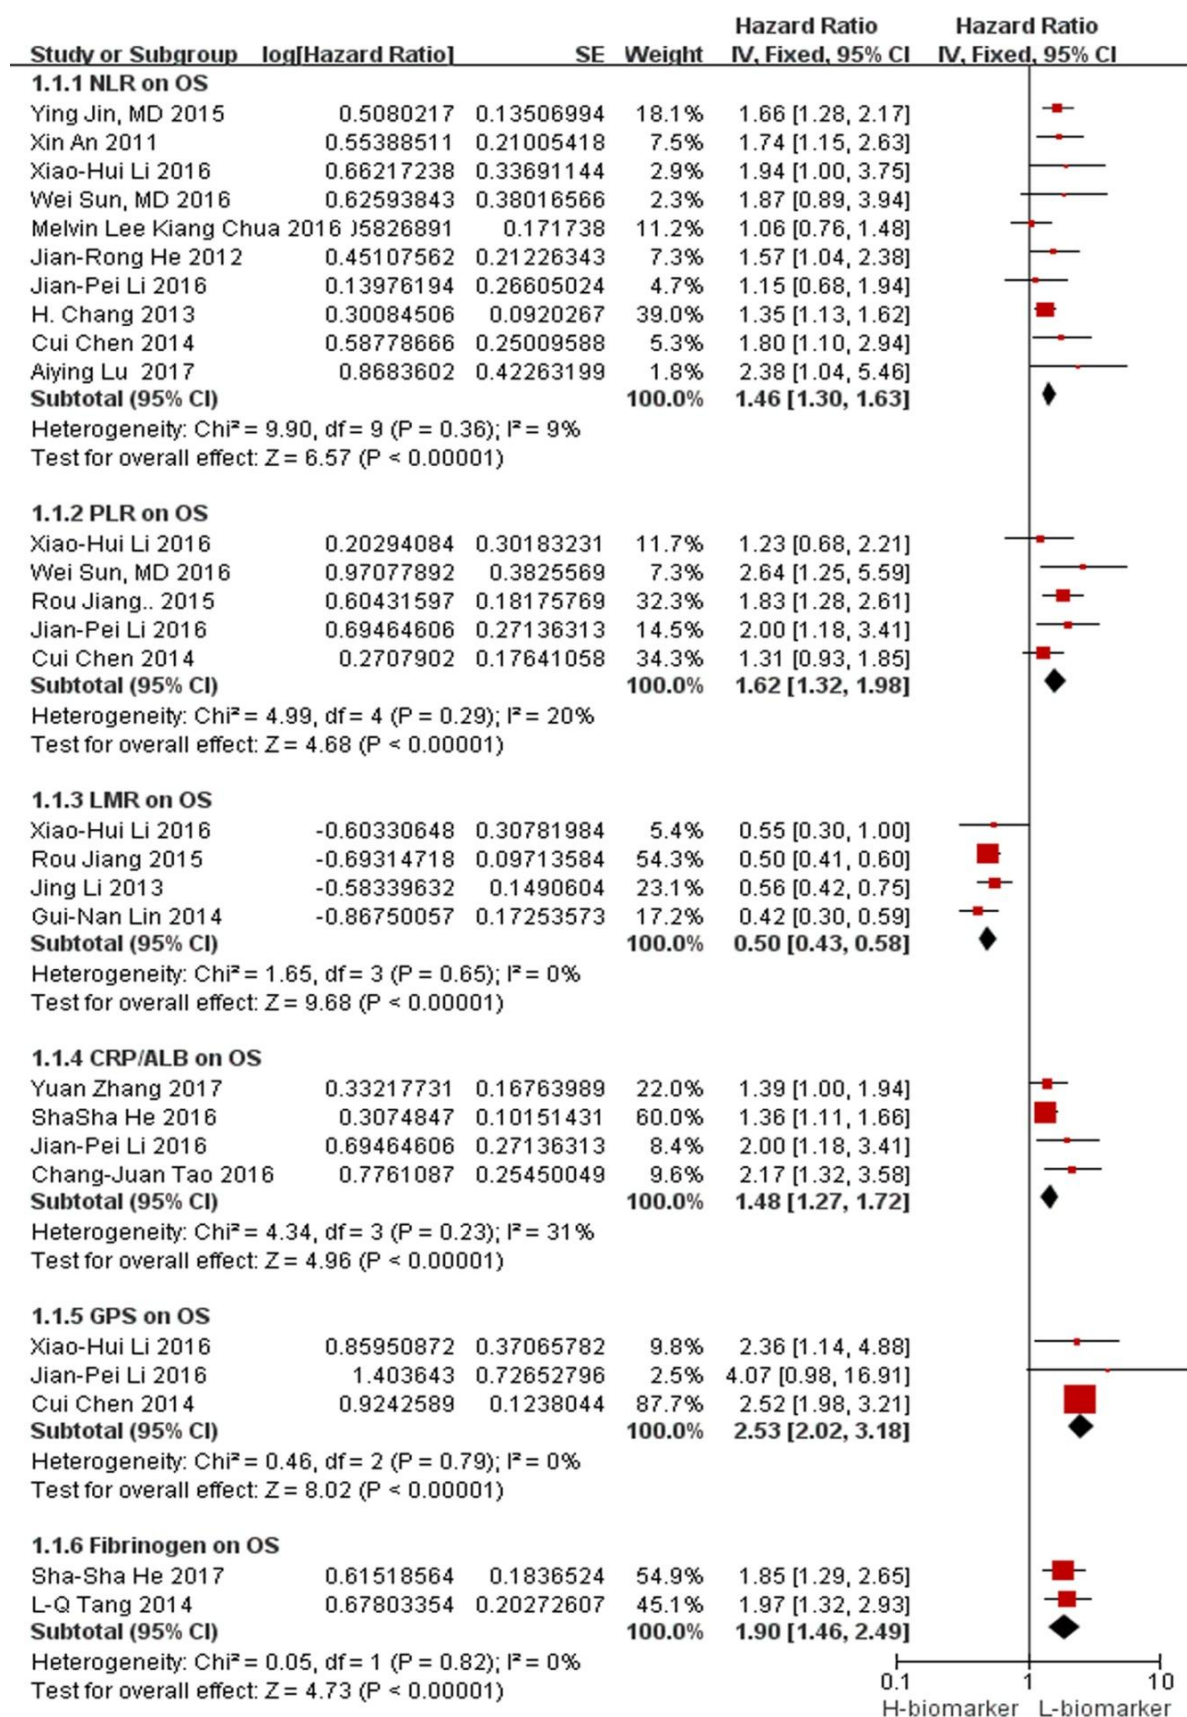 Hazard Ratio Hazard Ratio
Study or Subgroup log[Hazard Ratio] SE Weight IV, Fixed, 95% CI IV, Fixed, 95% CI
1.1.1 NLR on OS
Ying Jin, MD 2015 0.5080217 0.13506994 18.1% 1.66 [1.28, 2.17]
Xin An 2011 0.55388511 0.21005418 7.5% 1.74 [1.15, 2.63]
Xiao-Hui Li 2016 0.66217238 0.33691144 2.9% 1.94 [1.00, 3.75]
Wei Sun, MD 2016 0.62593843 0.38016566 2.3% 1.87 [0.89, 3.94]
Melvin Lee Kiang Chua 2016 )5826891 0.171738 11.2% 1.06 [0.76, 1.48]
Jian-Rong He 2012 0.45107562 0.21226343 7.3% 1.57 [1.04, 2.38]
Jian-Pei Li 2016 0.13976194 0.26605024 4.7% 1.15 [0.68, 1.94]
H. Chang 2013 0.30084506 0.0920267 39.0% 1.35 [1.13, 1.62]
Cui Chen 2014 0.58778666 0.25009588 5.3% 1.80 [1.10, 2.94]
Aiying Lu 2017 0.8683602 0.42263199 1.8% 2.38 [1.04, 5.46]
Subtotal (95% CI) 100.0% 1.46 [1.30, 1.63]
Heterogeneity: Chi² = 9.90, df = 9 (P = 0.36); I² = 9%
Test for overall effect: Z = 6.57 (P < 0.00001)
1.1.2 PLR on OS
Xiao-Hui Li 2016 0.20294084 0.30183231 11.7% 1.23 [0.68, 2.21]
Wei Sun, MD 2016 0.97077892 0.3825569 7.3% 2.64 [1.25, 5.59]
Rou Jiang.. 2015 0.60431597 0.18175769 32.3% 1.83 [1.28, 2.61]
Jian-Pei Li 2016 0.69464606 0.27136313 14.5% 2.00 [1.18, 3.41]
Cui Chen 2014 0.2707902 0.17641058 34.3% 1.31 [0.93, 1.85]
Subtotal (95% CI) 100.0% 1.62 [1.32, 1.98]
Heterogeneity: Chi² = 4.99, df = 4 (P = 0.29); I² = 20%
Test for overall effect: Z = 4.68 (P < 0.00001)
1.1.3 LMR on OS
Xiao-Hui Li 2016 -0.60330648 0.30781984 5.4% 0.55 [0.30, 1.00]
Rou Jiang 2015 -0.69314718 0.09713584 54.3% 0.50 [0.41, 0.60]
Jing Li 2013 -0.58339632 0.1490604 23.1% 0.56 [0.42, 0.75]
Gui-Nan Lin 2014 -0.86750057 0.17253573 17.2% 0.42 [0.30, 0.59]
Subtotal (95% CI) 100.0% 0.50 [0.43, 0.58]
Heterogeneity: Chi² = 1.65, df = 3 (P = 0.65); I² = 0%
Test for overall effect: Z = 9.68 (P < 0.00001)
1.1.4 CRP/ALB on OS
Yuan Zhang 2017 0.33217731 0.16763989 22.0% 1.39 [1.00, 1.94]
ShaSha He 2016 0.3074847 0.10151431 60.0% 1.36 [1.11, 1.66]
Jian-Pei Li 2016 0.69464606 0.27136313 8.4% 2.00 [1.18, 3.41]
Chang-Juan Tao 2016 0.7761087 0.25450049 9.6% 2.17 [1.32, 3.58]
Subtotal (95% CI) 100.0% 1.48 [1.27, 1.72]
Heterogeneity: Chi² = 4.34, df = 3 (P = 0.23); I² = 31%
Test for overall effect: Z = 4.96 (P < 0.00001)
1.1.5 GPS on OS
Xiao-Hui Li 2016 0.85950872 0.37065782 9.8% 2.36 [1.14, 4.88]
Jian-Pei Li 2016 1.403643 0.72652796 2.5% 4.07 [0.98, 16.91]
Cui Chen 2014 0.9242589 0.1238044 87.7% 2.52 [1.98, 3.21]
Subtotal (95% CI) 100.0% 2.53 [2.02, 3.18]
Heterogeneity: Chi² = 0.46, df = 2 (P = 0.79); I² = 0%
Test for overall effect: Z = 8.02 (P < 0.00001)
1.1.6 Fibrinogen on OS
Sha-Sha He 2017 0.61518564 0.1836524 54.9% 1.85 [1.29, 2.65]
L-Q Tang 2014 0.67803354 0.20272607 45.1% 1.97 [1.32, 2.93]
Subtotal (95% CI) 100.0% 1.90 [1.46, 2.49]
Heterogeneity: Chi² = 0.05, df = 1 (P = 0.82); I² = 0%
Test for overall effect: Z = 4.73 (P < 0.00001)
0.1 1 10
H-biomarker L-biomarker